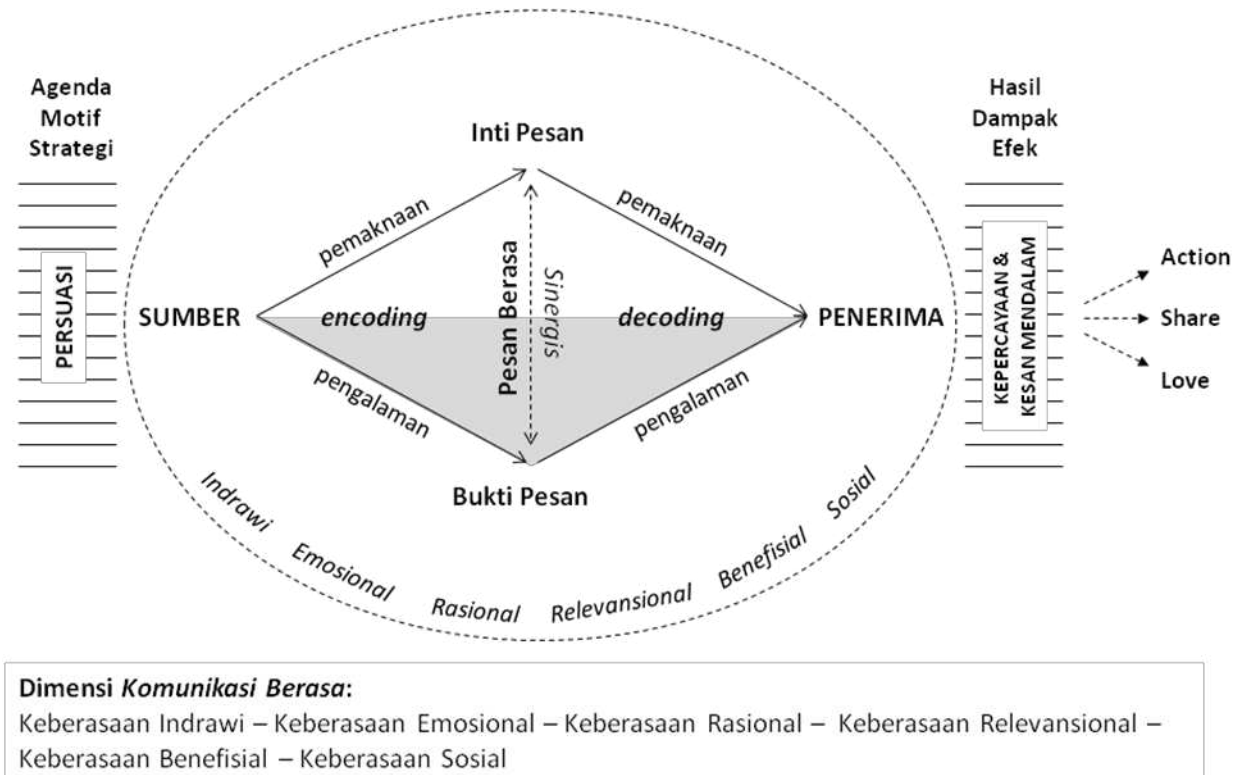 Agenda
Motif
Strategi
PERSUASI
SUMBER
Inti Pesan
pemaknaan
pemaknaan
encoding
Pesan Berasa
Sinergis
decoding
pengalaman
pengalaman
Bukti Pesan
PENERIMA
Indrawi
Emosional
Rasional
Relevansional
Benefisial
Sosial
Hasil
Dampak
Efek
KEPERCAYAAN &
KESAN MENDALAM
Action
Share
Love
Dimensi Komunikasi Berasa:
Keberasaan Indrawi – Keberasaan Emosional – Keberasaan Rasional – Keberasaan Relevansional –
Keberasaan Benefisial – Keberasaan Sosial